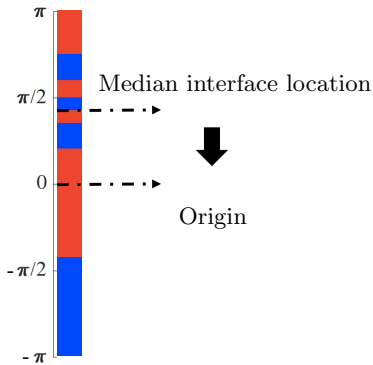 π
Median interface location
π/2
0
Origin
- π/2
- π